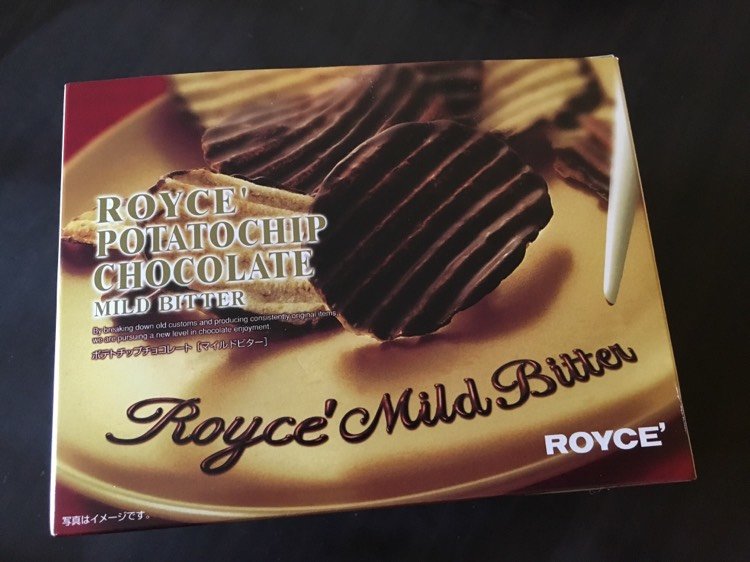 ROYCE'
POTATOCHIP
CHOCOLATE
MILD BITTER
By breaking down old customs and producing consistently original items,
we are pursuing a new level in chocolate enjoyment.
ポテトチップチョコレート［マイルドビター］
Royce' Mild Bitter
ROYCE'
写真はイメージです。